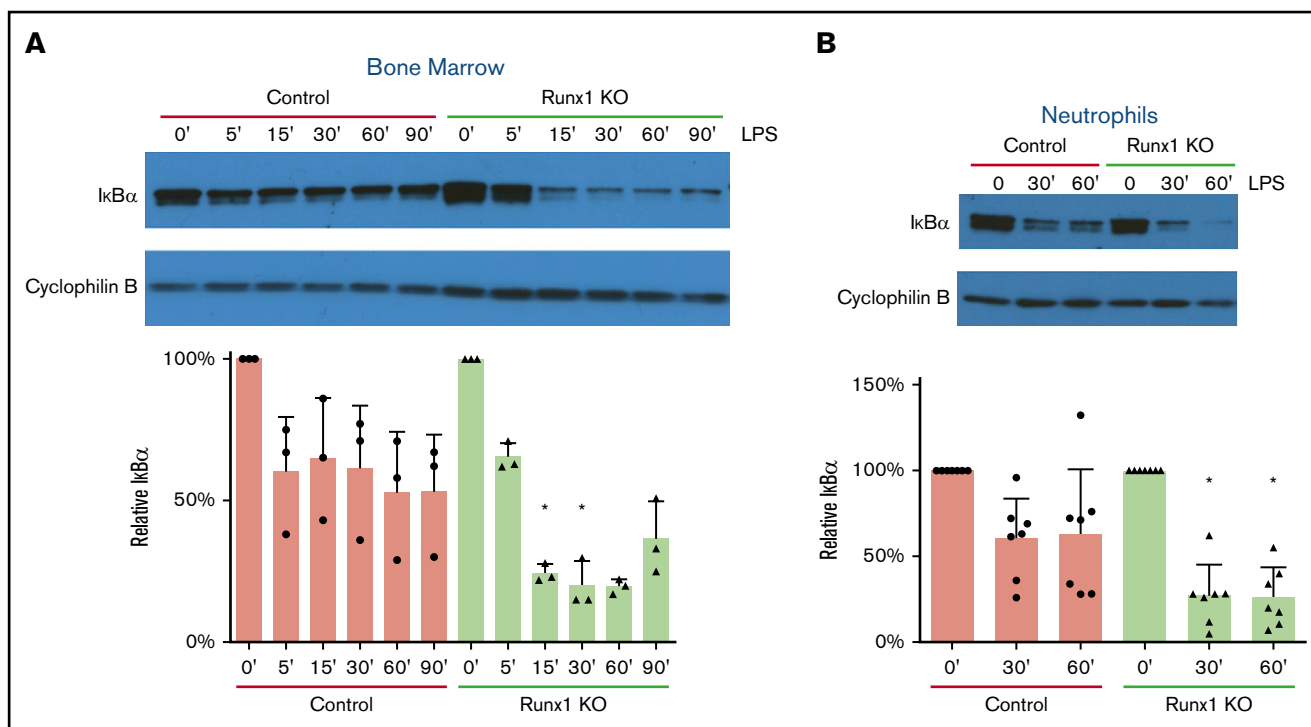 A
Bone Marrow
Control Runx1 KO
0' 5' 15' 30' 60' 90' 0' 5' 15' 30' 60' 90' LPS
IκBα
Cyclophilin B
100%
50%
0%
Relative IκBα
* *
0' 5' 15' 30' 60' 90' 0' 5' 15' 30' 60' 90'
Control Runx1 KO
B
Neutrophils
Control Runx1 KO
0 30' 60' 0 30' 60' LPS
IκBα
Cyclophilin B
150%
100%
50%
0%
Relative IκBα
* *
0' 30' 60' 0' 30' 60'
Control Runx1 KO